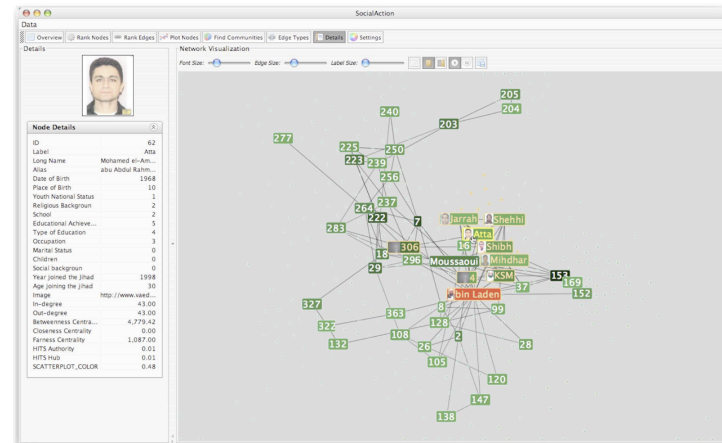 SocialAction
Data
Overview Rank Nodes Rank Edges Plot Nodes Find Communities Edge Types Details Settings
Details
Network Visualization
Font Size: Edge Size: Label Size:
Node Details
ID 62
Label Atta
Long Name Mohamed el-Am...
Alias abu Abdul Rahm...
Date of Birth 1968
Place of Birth 10
Youth National Status 1
Religious Backgroun 2
School 2
Educational Achieve... 5
Type of Education 4
Occupation 3
Marital Status 0
Children 0
Social backgroun 0
Year joined the jihad 1998
Age joining the jihad 30
Image http://www.vaed...
In-degree 43.00
Out-degree 43.00
Betweenness Centra... 4,779.42
Closeness Centrality 0.00
Farness Centrality 1,087.00
HITS Authority 0.01
HITS Hub 0.01
SCATTERPLOT_COLOR 0.48
205
240 204
203
277
225 250
223 239
256
237
264
222 7 Jarrah Shehhi
283 Atta
306 16 Shibh
18 296 Moussaoui Mihdhar
29 4 KSM 153
169
37
bin Laden 152
327 8 99
363
322 128
108 2
132 26 28
105
120
147
138